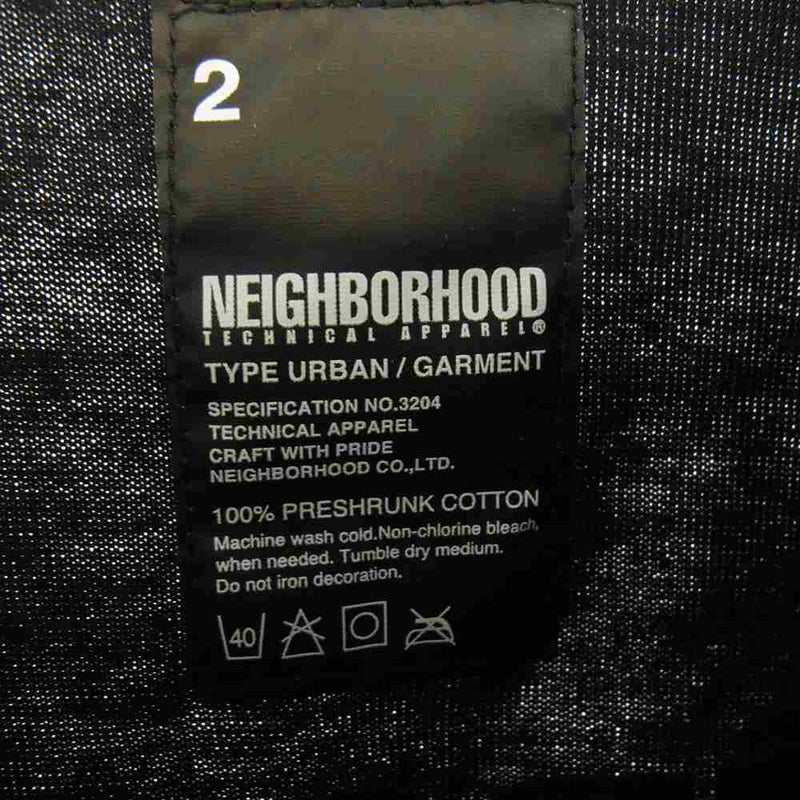 2
NEIGHBORHOOD
TECHNICAL APPAREL®
TYPE URBAN / GARMENT
SPECIFICATION NO.3204
TECHNICAL APPAREL
CRAFT WITH PRIDE
NEIGHBORHOOD CO.,LTD.
100% PRESHRUNK COTTON
Machine wash cold.Non-chlorine bleach,
when needed. Tumble dry medium.
Do not iron decoration.
40